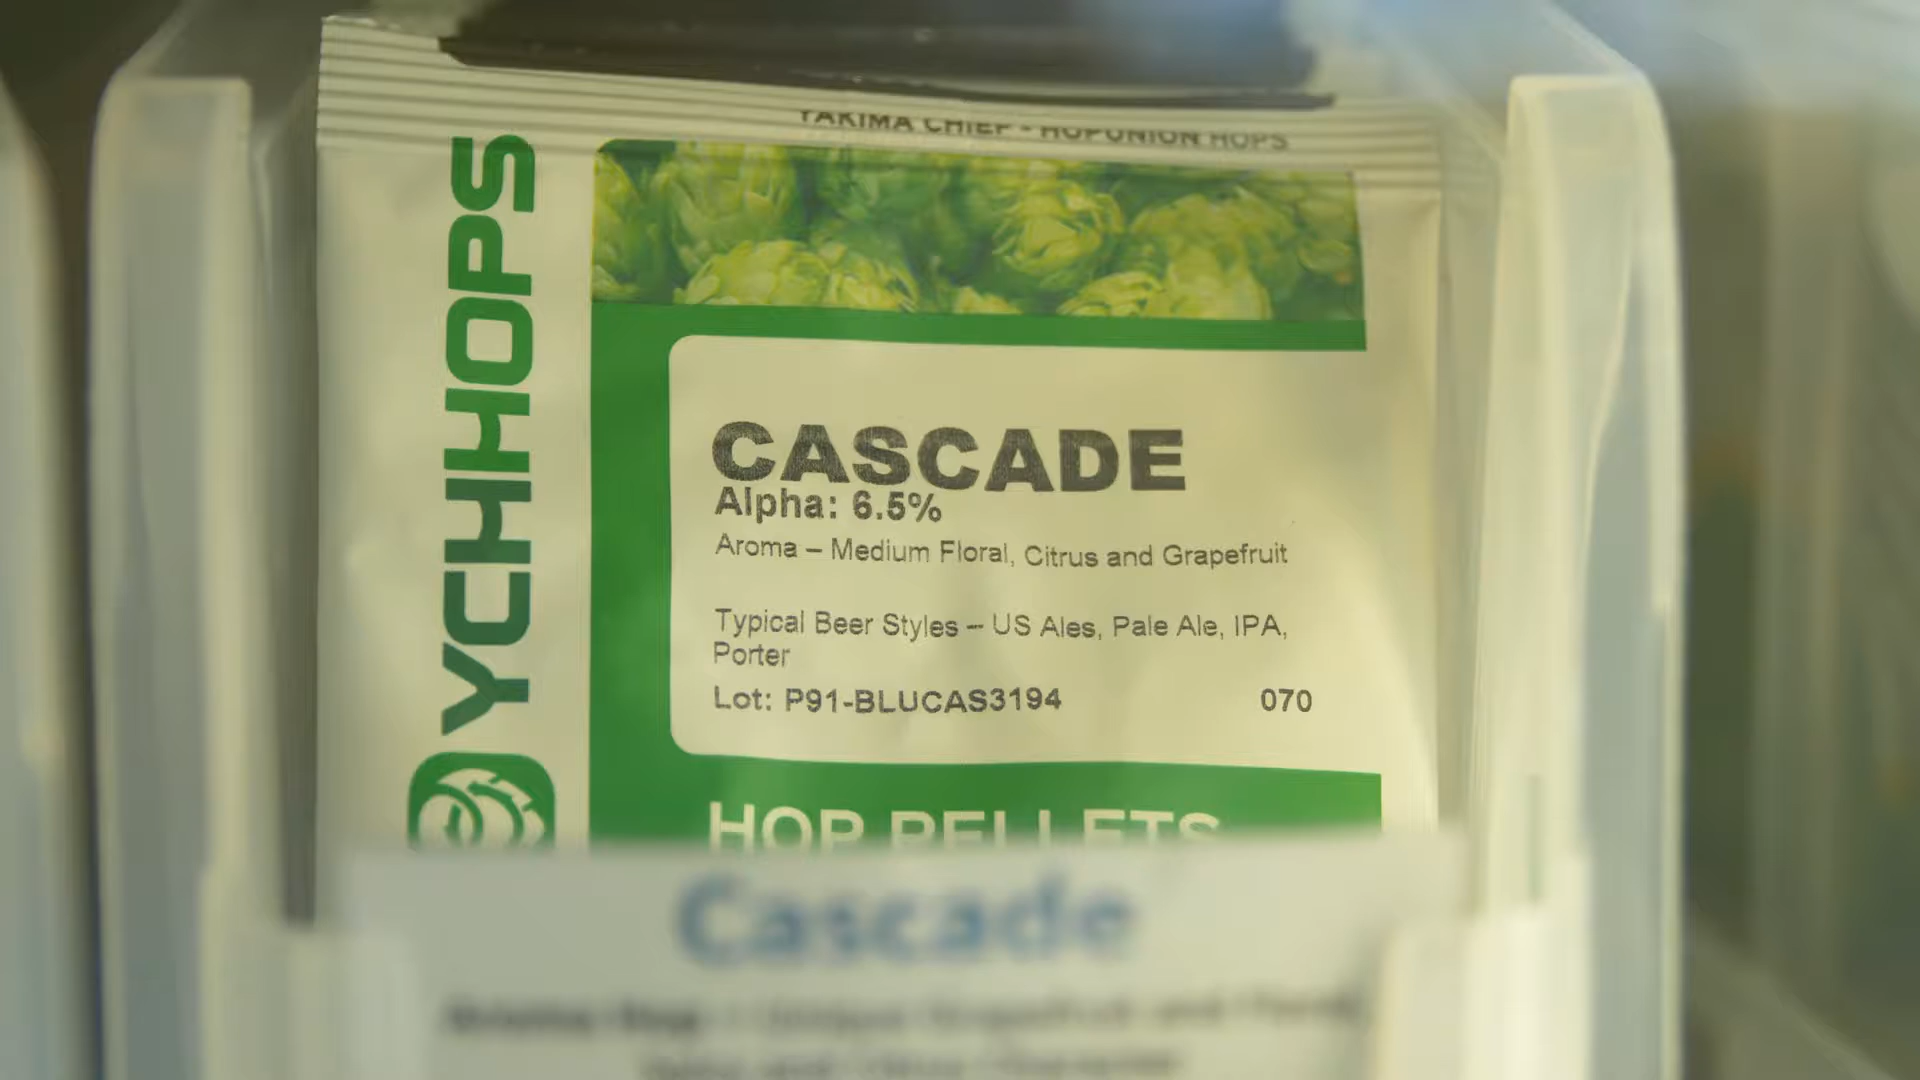 YAKIMA CHIEF - HOPUNION HOPS
YCHHOPS
CASCADE
Alpha: 6.5%
Aroma – Medium Floral, Citrus and Grapefruit
Typical Beer Styles – US Ales, Pale Ale, IPA,
Porter
Lot: P91-BLUCAS3194 070
HOP PELLETS
Cascade